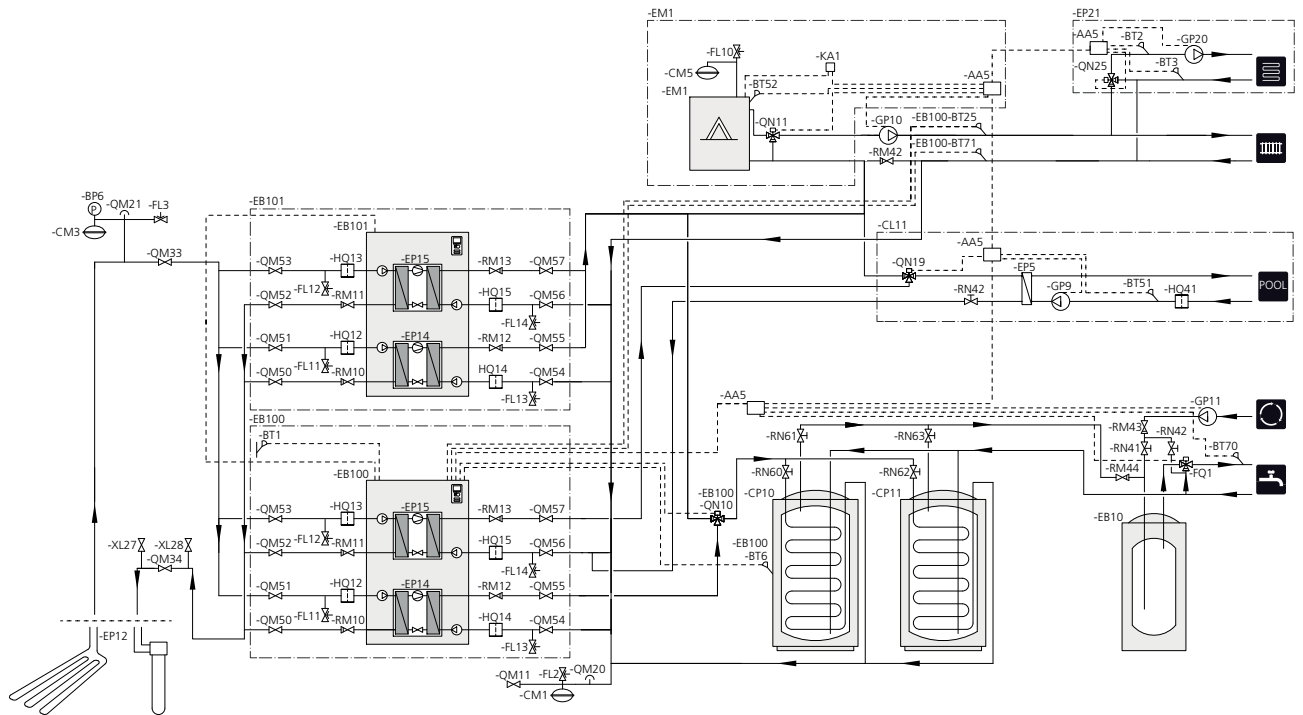 -EM1
-EP21
-FL10
-CM5
-EM1
-KA1
-BT52
-AA5
-QN11
-GP10
-EB100-BT25
-RM42
-EB100-BT71
-AA5
-BT2
-GP20
-BT3
-QN25
-BP6
-QM21
-FL3
-CM3
-QM33
-EB101
-EB101
-QM53
-HQ13
-EP15
-RM13
-QM57
-FL12
-QM52
-RM11
-HQ15
-QM56
-FL14
-QM51
-HQ12
-EP14
-RM12
-QM55
-FL11
-QM50
-RM10
HQ14
-QM54
-FL13
-CL11
-AA5
-QN19
-EP5
-RN42
-GP9
-BT51
-HQ41
POOL
-EB100
-BT1
-EB100
-QM53
-HQ13
-EP15
-RM13
-QM57
-FL12
-QM52
-RM11
-HQ15
-QM56
-FL14
-QM51
-HQ12
-EP14
-RM12
-QM55
-FL11
-QM50
-RM10
-HQ14
-QM54
-FL13
-AA5
-GP11
-RN61
-RN63
-RM43
-RN42
-RN41
-BT70
-RN60
-RN62
-RM44
-FQ1
-EB100
-QN10
-CP10
-CP11
-EB10
-EB100
-BT6
-XL27
-XL28
-QM34
-EP12
-QM11
-FL2
-QM20
-CM1